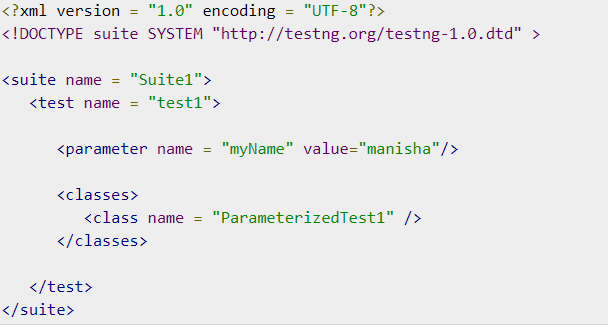 <?xml version = "1.0" encoding = "UTF-8"?>
<!DOCTYPE suite SYSTEM "http://testng.org/testng-1.0.dtd" >
<suite name = "Suite1">
<test name = "test1">
<parameter name = "myName" value="manisha"/>
<classes>
<class name = "ParameterizedTest1" />
</classes>
</test>
</suite>